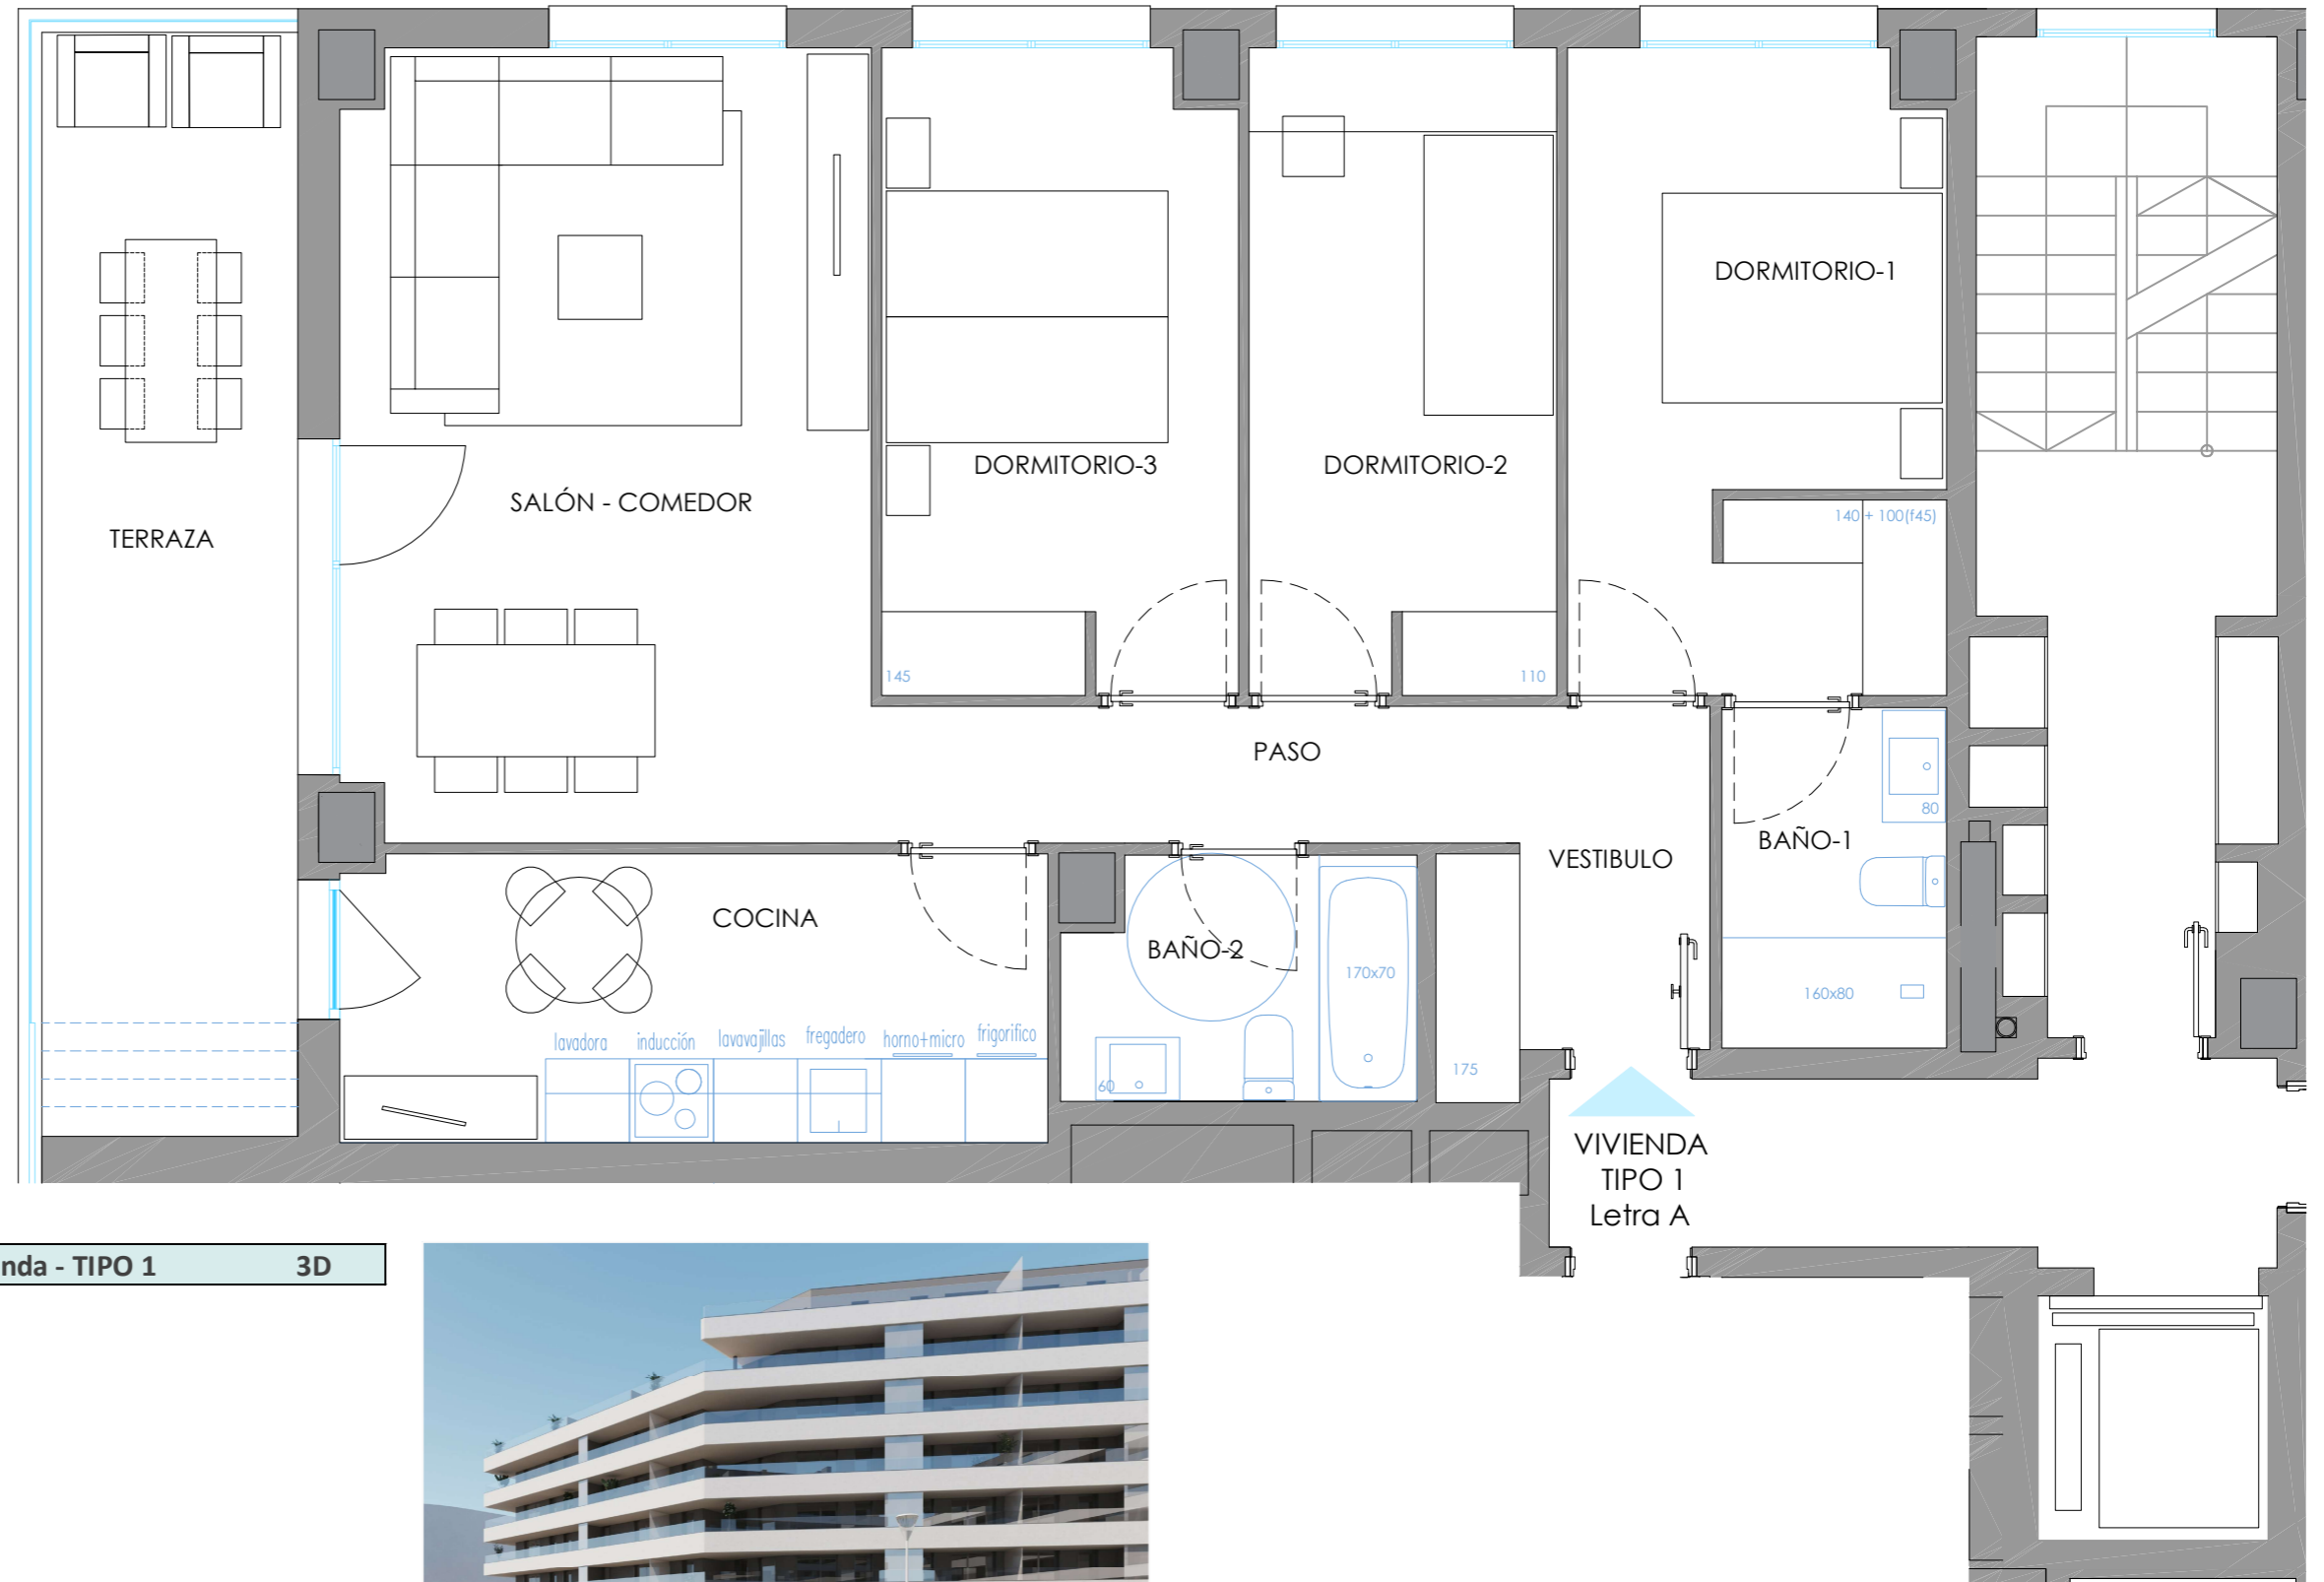 DORMITORIO-1
DORMITORIO-3
DORMITORIO-2
SALÓN - COMEDOR
TERRAZA
140 + 100(f45)
145
110
PASO
80
BAÑO-1
VESTIBULO
COCINA
BAÑO-2
170x70
160x80
lavadora
inducción
lavavajillas
fregadero
horno+micro
frigorifico
60
175
VIVIENDA
TIPO 1
Letra A
nda - TIPO 1 3D